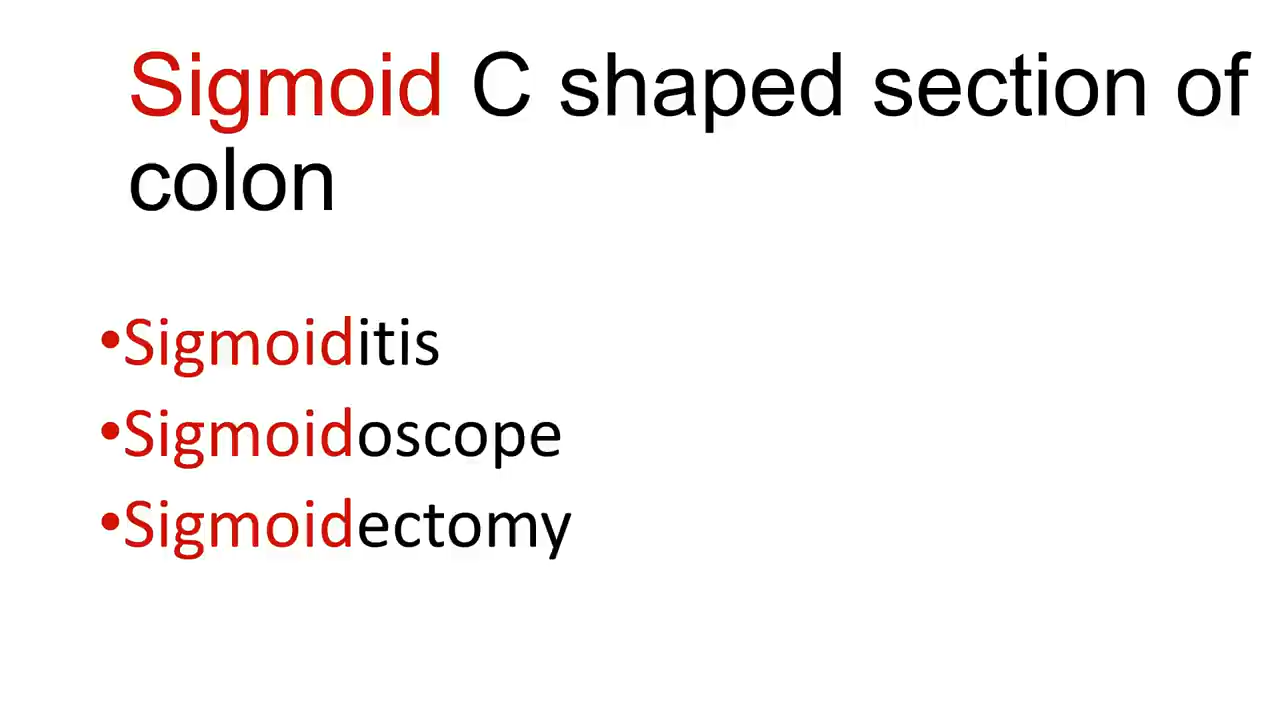 Sigmoid C shaped section of
colon
•Sigmoiditis
•Sigmoidoscope
•Sigmoidectomy